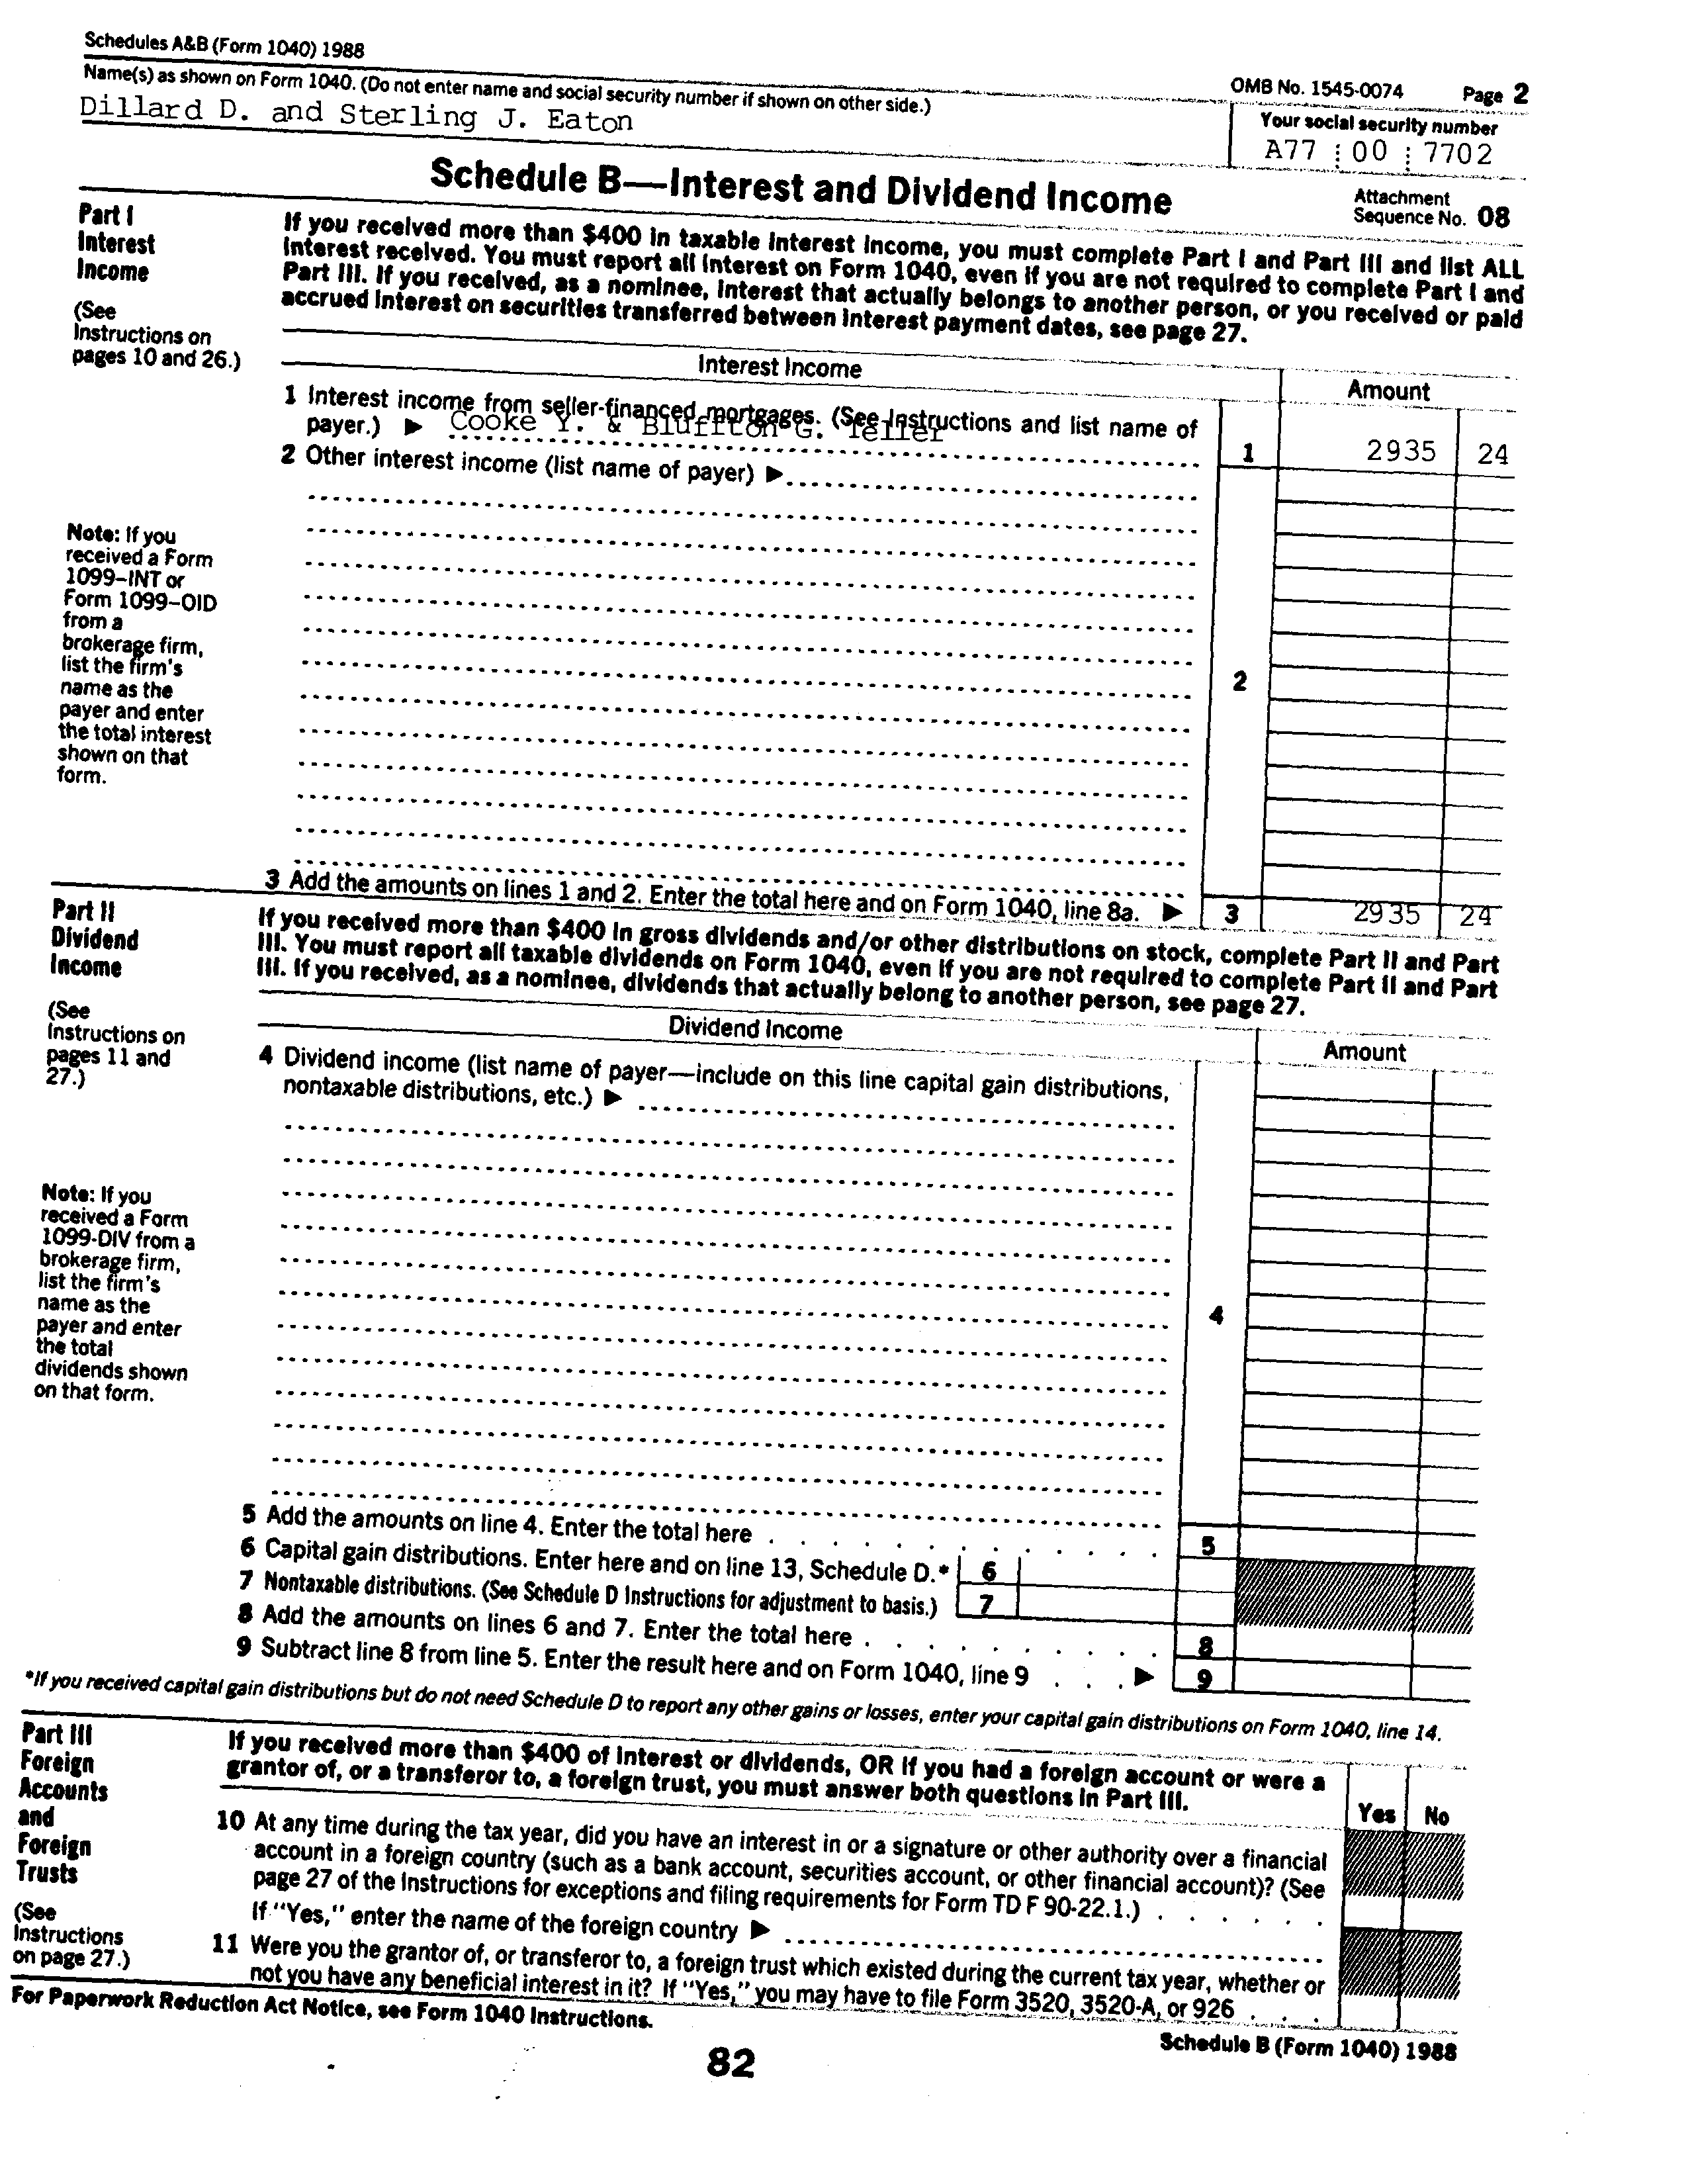 Schedules A&B (Form 1040) 1988
OMB No. 1545-0074 Page 2
Name(s) as shown on Form 1040. (Do not enter name and social security number if shown on other side.)
Your social security number
Dillard D. and Sterling J. Eaton
A77 00 7702
Schedule B—Interest and Dividend Income
Attachment
Sequence No. 08
Part I
Interest
Income
(See
Instructions on
pages 10 and 26.)
If you received more than $400 in taxable interest income, you must complete Part I and Part III and list ALL
interest received. You must report all interest on Form 1040, even if you are not required to complete Part I and
Part III. If you received, as a nominee, interest that actually belongs to another person, or you received or paid
accrued interest on securities transferred between interest payment dates, see page 27.
Interest Income
Amount
1 Interest income from seller-financed mortgages. (See Instructions and list name of
payer.) ▶ Cooke Y. & Bluffton G. Teller
1 2935 24
2 Other interest income (list name of payer) ▶
Note: If you
received a Form
1099–INT or
Form 1099–OID
from a
brokerage firm,
list the firm's
name as the
payer and enter
the total interest
shown on that
form.
2
3 Add the amounts on lines 1 and 2. Enter the total here and on Form 1040, line 8a. ▶ 3 2935 24
Part II
Dividend
Income
(See
Instructions on
pages 11 and
27.)
If you received more than $400 in gross dividends and/or other distributions on stock, complete Part II and Part
III. You must report all taxable dividends on Form 1040, even if you are not required to complete Part II and Part
III. If you received, as a nominee, dividends that actually belong to another person, see page 27.
Dividend Income
Amount
4 Dividend income (list name of payer—include on this line capital gain distributions,
nontaxable distributions, etc.) ▶
Note: If you
received a Form
1099-DIV from a
brokerage firm,
list the firm's
name as the
payer and enter
the total
dividends shown
on that form.
4
5 Add the amounts on line 4. Enter the total here 5
6 Capital gain distributions. Enter here and on line 13, Schedule D.* 6
7 Nontaxable distributions. (See Schedule D Instructions for adjustment to basis.) 7
8 Add the amounts on lines 6 and 7. Enter the total here 8
9 Subtract line 8 from line 5. Enter the result here and on Form 1040, line 9 ▶ 9
*If you received capital gain distributions but do not need Schedule D to report any other gains or losses, enter your capital gain distributions on Form 1040, line 14.
Part III
Foreign
Accounts
and
Foreign
Trusts
(See
Instructions
on page 27.)
If you received more than $400 of interest or dividends, OR if you had a foreign account or were a
grantor of, or a transferor to, a foreign trust, you must answer both questions in Part III.
Yes No
10 At any time during the tax year, did you have an interest in or a signature or other authority over a financial
account in a foreign country (such as a bank account, securities account, or other financial account)? (See
page 27 of the Instructions for exceptions and filing requirements for Form TD F 90-22.1.)
If "Yes," enter the name of the foreign country ▶
11 Were you the grantor of, or transferor to, a foreign trust which existed during the current tax year, whether or
not you have any beneficial interest in it? If "Yes," you may have to file Form 3520, 3520-A, or 926
For Paperwork Reduction Act Notice, see Form 1040 Instructions.
Schedule B (Form 1040) 1988
82